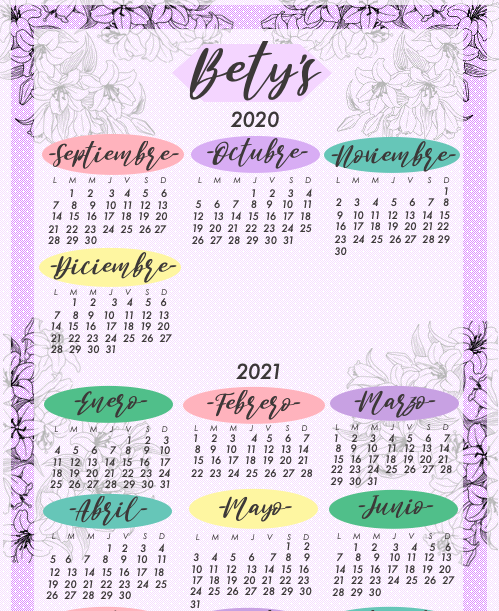 Bety's
2020
-Septiembre-
L M M J V S D
1 2 3 4 5 6
7 8 9 10 11 12 13
14 15 16 17 18 19 20
21 22 23 24 25 26 27
28 29 30
-Octubre-
L M M J V S D
1 2 3 4
5 6 7 8 9 10 11
12 13 14 15 16 17 18
19 20 21 22 23 24 25
26 27 28 29 30 31
-Noviembre-
L M M J V S D
1
2 3 4 5 6 7 8
9 10 11 12 13 14 15
16 17 18 19 20 21 22
23 24 25 26 27 28 29
30
-Diciembre-
L M M J V S D
1 2 3 4 5 6
7 8 9 10 11 12 13
14 15 16 17 18 19 20
21 22 23 24 25 26 27
28 29 30 31
2021
-Enero-
L M M J V S D
1 2 3
4 5 6 7 8 9 10
11 12 13 14 15 16 17
18 19 20 21 22 23 24
25 26 27 28 29 30 31
-Febrero-
L M M J V S D
1 2 3 4 5 6 7
8 9 10 11 12 13 14
15 16 17 18 19 20 21
22 23 24 25 26 27 28
-Marzo-
L M M J V S D
1 2 3 4 5 6 7
8 9 10 11 12 13 14
15 16 17 18 19 20 21
22 23 24 25 26 27 28
29 30 31
-Abril-
L M M J V S D
1 2 3 4
5 6 7 8 9 10 11
12 13 14 15 16 17 18
19 20 21 22 23 24 25
26 27 28 29 30
-Mayo-
L M M J V S D
1 2
3 4 5 6 7 8 9
10 11 12 13 14 15 16
17 18 19 20 21 22 23
24 25 26 27 28 29 30
31
-Junio-
L M M J V S D
1 2 3 4 5 6
7 8 9 10 11 12 13
14 15 16 17 18 19 20
21 22 23 24 25 26 27
28 29 30